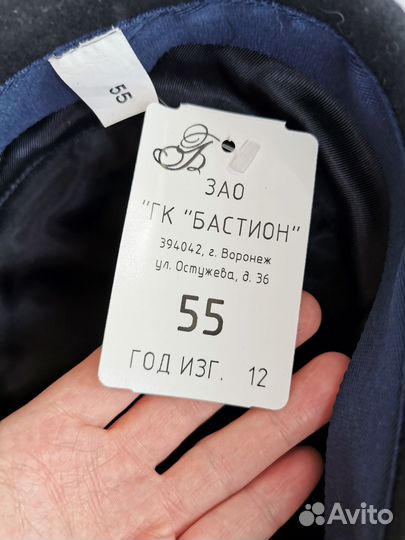 55
ЗАО
"ГК "БАСТИОН"
394042, г. Воронеж
ул. Остужева, д. 36
55
ГОД ИЗГ. 12
Avito